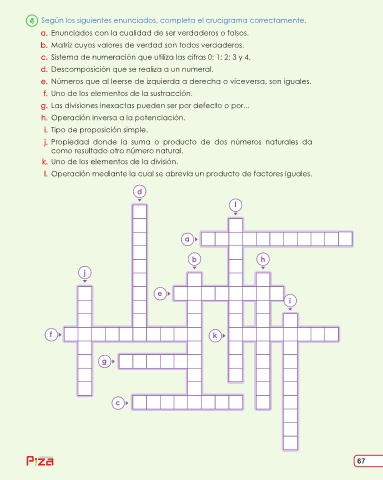 4 Según los siguientes enunciados, completa el crucigrama correctamente.
a. Enunciados con la cualidad de ser verdaderos o falsos.
b. Matriz cuyos valores de verdad son todos verdaderos.
c. Sistema de numeración que utiliza las cifras 0; 1; 2; 3 y 4.
d. Descomposición que se realiza a un numeral.
e. Números que al leerse de izquierda a derecha o viceversa, son iguales.
f. Uno de los elementos de la sustracción.
g. Las divisiones inexactas pueden ser por defecto o por...
h. Operación inversa a la potenciación.
i. Tipo de proposición simple.
j. Propiedad donde la suma o producto de dos números naturales da
como resultado otro número natural.
k. Uno de los elementos de la división.
l. Operación mediante la cual se abrevia un producto de factores iguales.
d
l
a
b
h
j
e
i
f
k
g
c
Piza
67